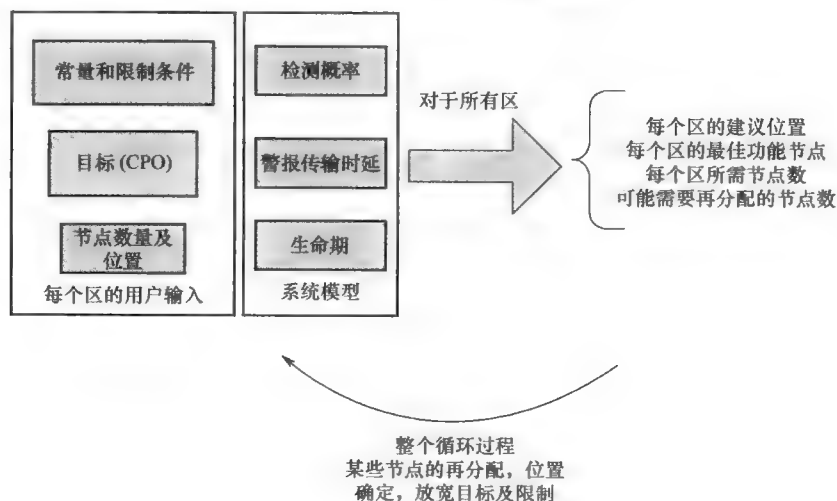 常量和限制条件
目标 (CPO)
节点数量及
位置
每个区的用户输入
检测概率
警报传输时延
生命期
系统模型
对于所有区
每个区的建议位置
每个区的最佳功能节点
每个区所需节点数
可能需要再分配的节点数
整个循环过程
某些节点的再分配，位置
确定，放宽目标及限制